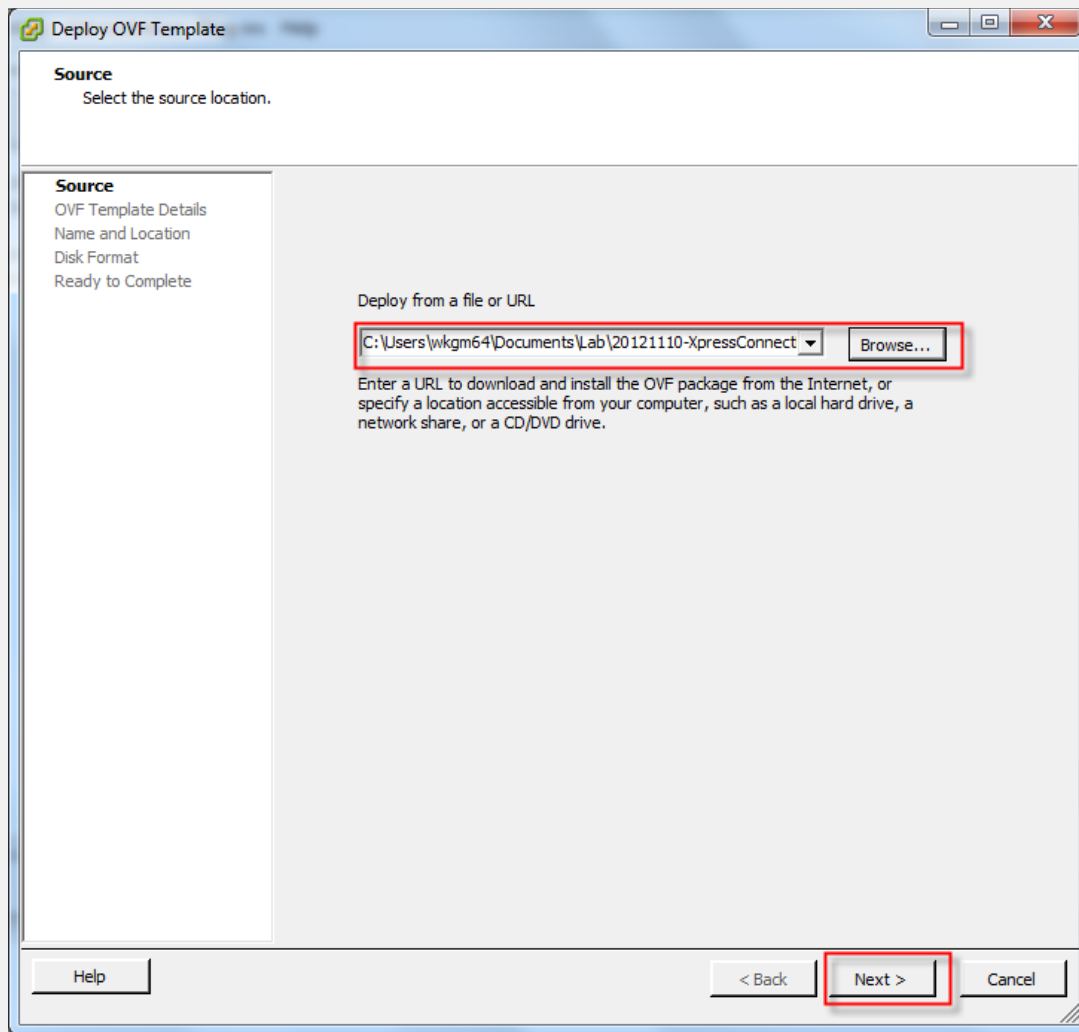 Deploy OVF Template
Source
Select the source location.
Source
OVF Template Details
Name and Location
Disk Format
Ready to Complete
Deploy from a file or URL
C:\Users\wkgm64\Documents\Lab\20121110-XpressConnect
Browse...
Enter a URL to download and install the OVF package from the Internet, or
specify a location accessible from your computer, such as a local hard drive, a
network share, or a CD/DVD drive.
Help
< Back
Next >
Cancel